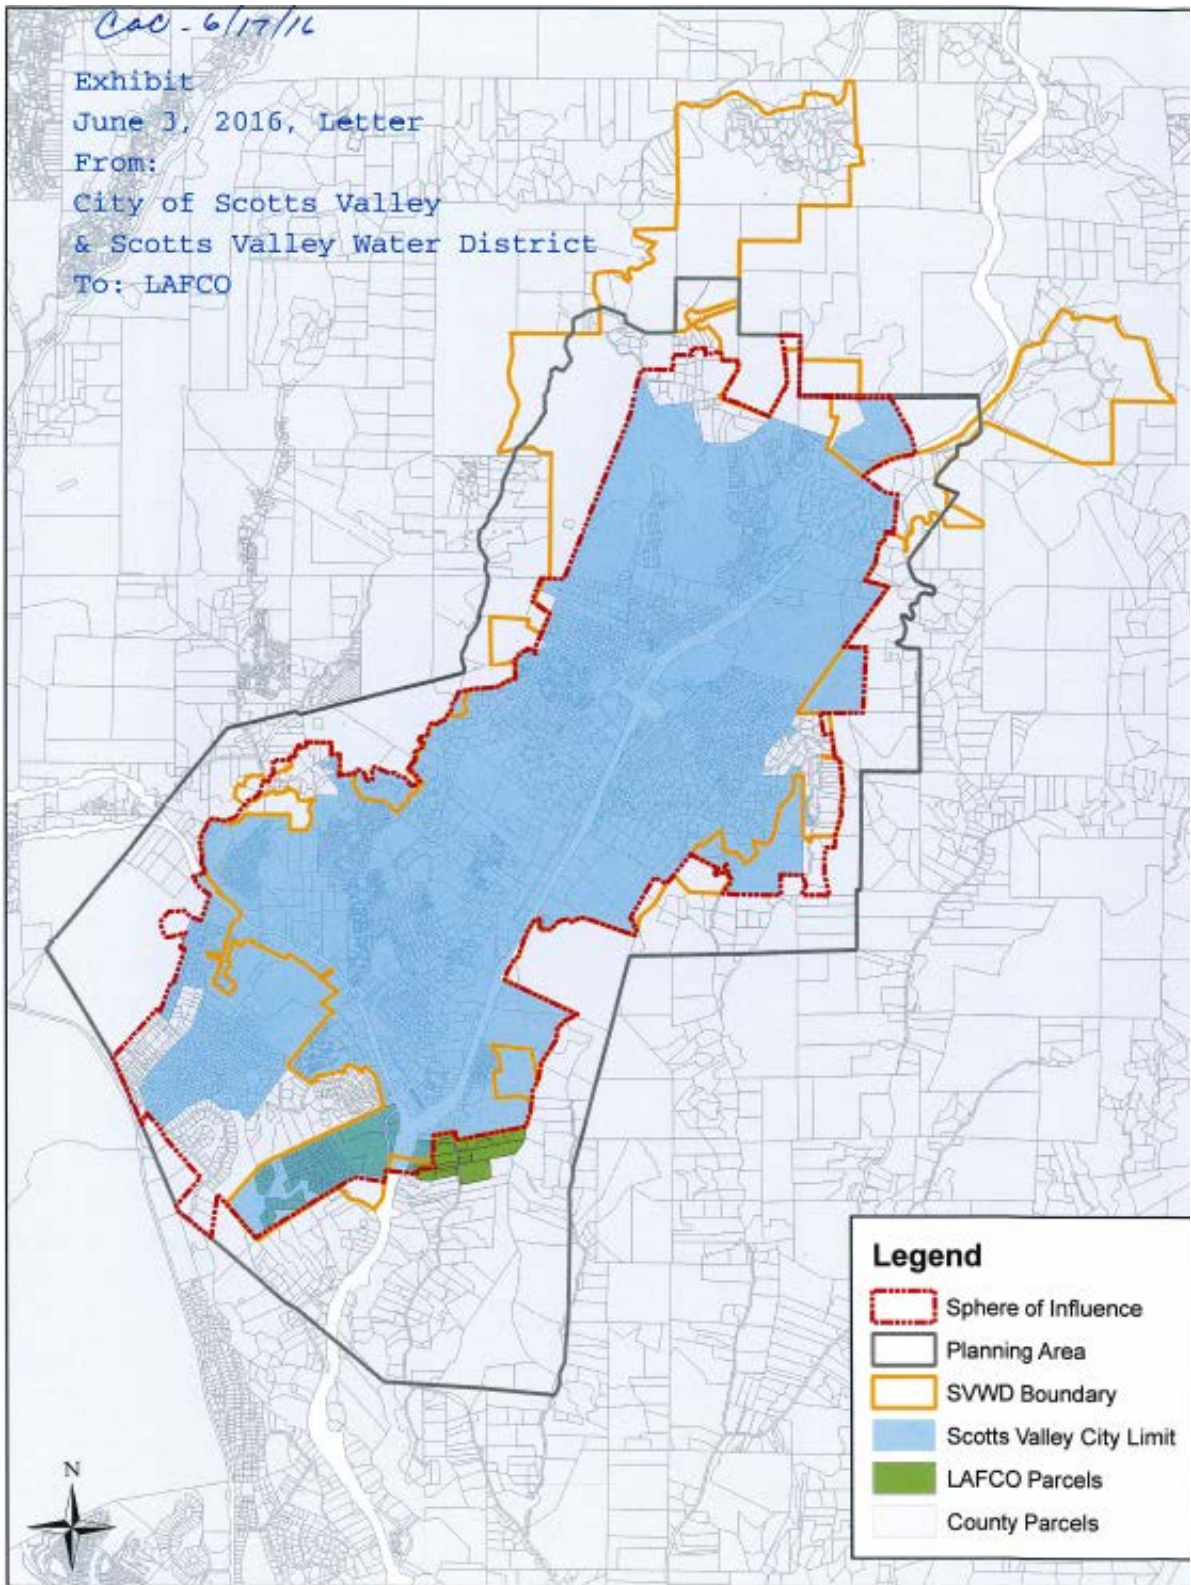 CaC - 6/17/16
Exhibit
June 3, 2016, Letter
From:
City of Scotts Valley
& Scotts Valley Water District
To: LAFCO
Legend
Sphere of Influence
Planning Area
SVWD Boundary
Scotts Valley City Limit
LAFCO Parcels
County Parcels
N